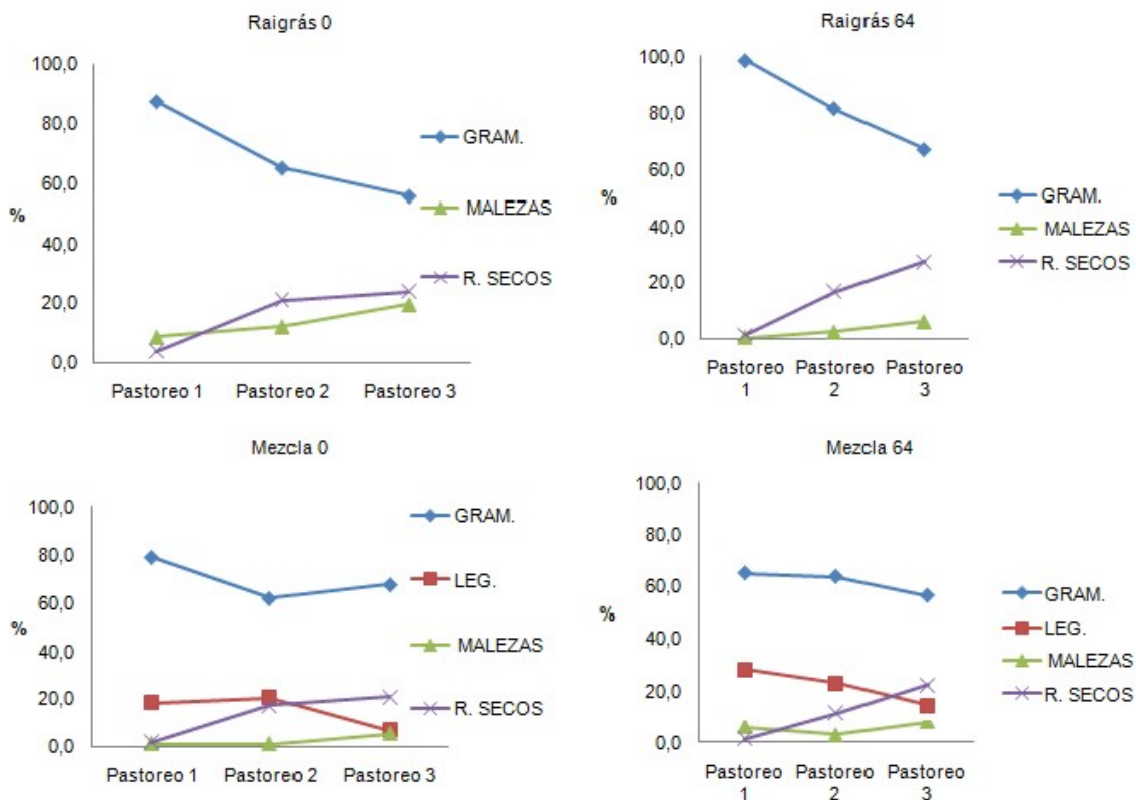 Raigrás 0
100,0
80,0
60,0
40,0
20,0
0,0
%
Pastoreo 1 Pastoreo 2 Pastoreo 3
GRAM.
MALEZAS
R. SECOS
Raigrás 64
100,0
80,0
60,0
40,0
20,0
0,0
%
Pastoreo Pastoreo Pastoreo
1 2 3
GRAM.
MALEZAS
R. SECOS
Mezcla 0
100,0
80,0
60,0
40,0
20,0
0,0
%
Pastoreo 1 Pastoreo 2 Pastoreo 3
GRAM.
LEG.
MALEZAS
R. SECOS
Mezcla 64
100,0
80,0
60,0
40,0
20,0
0,0
%
Pastoreo Pastoreo Pastoreo
1 2 3
GRAM.
LEG.
MALEZAS
R. SECOS